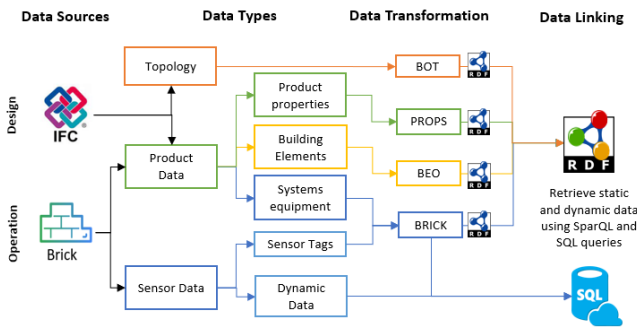 Data Sources
Data Types
Data Transformation
Data Linking
Design
Operation
IFC
Brick
Topology
Product
Data
Sensor Data
Product
properties
Building
Elements
Systems
equipment
Sensor Tags
Dynamic
Data
BOT
RDF
PROPS
RDF
BEO
RDF
BRICK
RDF
RDF
Retrieve static
and dynamic data
using SparQL and
SQL queries
SQL